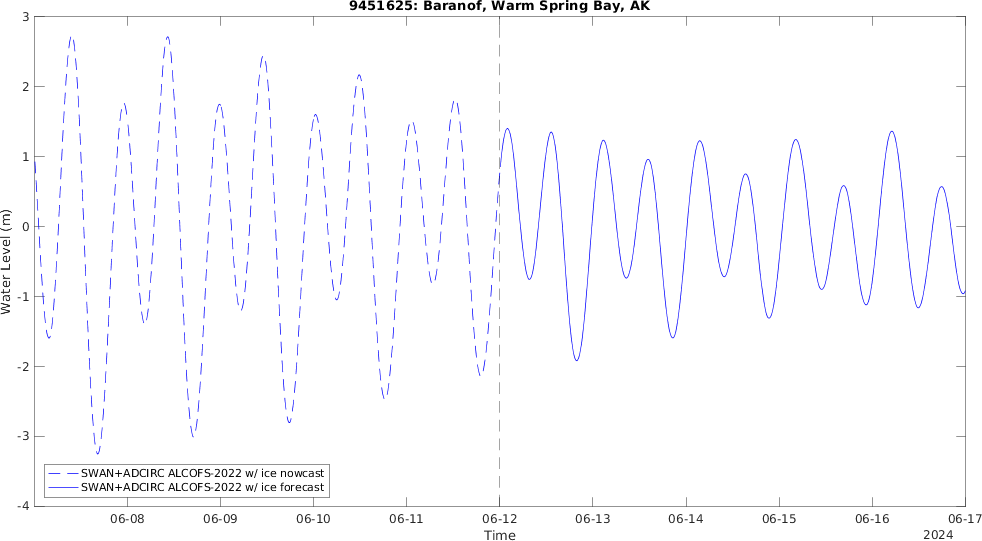 9451625: Baranof, Warm Spring Bay, AK
Water Level (m)
3
2
1
0
-1
-2
-3
-4
SWAN+ADCIRC ALCOFS-2022 w/ ice nowcast
SWAN+ADCIRC ALCOFS-2022 w/ ice forecast
06-08 06-09 06-10 06-11 06-12 06-13 06-14 06-15 06-16 06-17
Time
2024